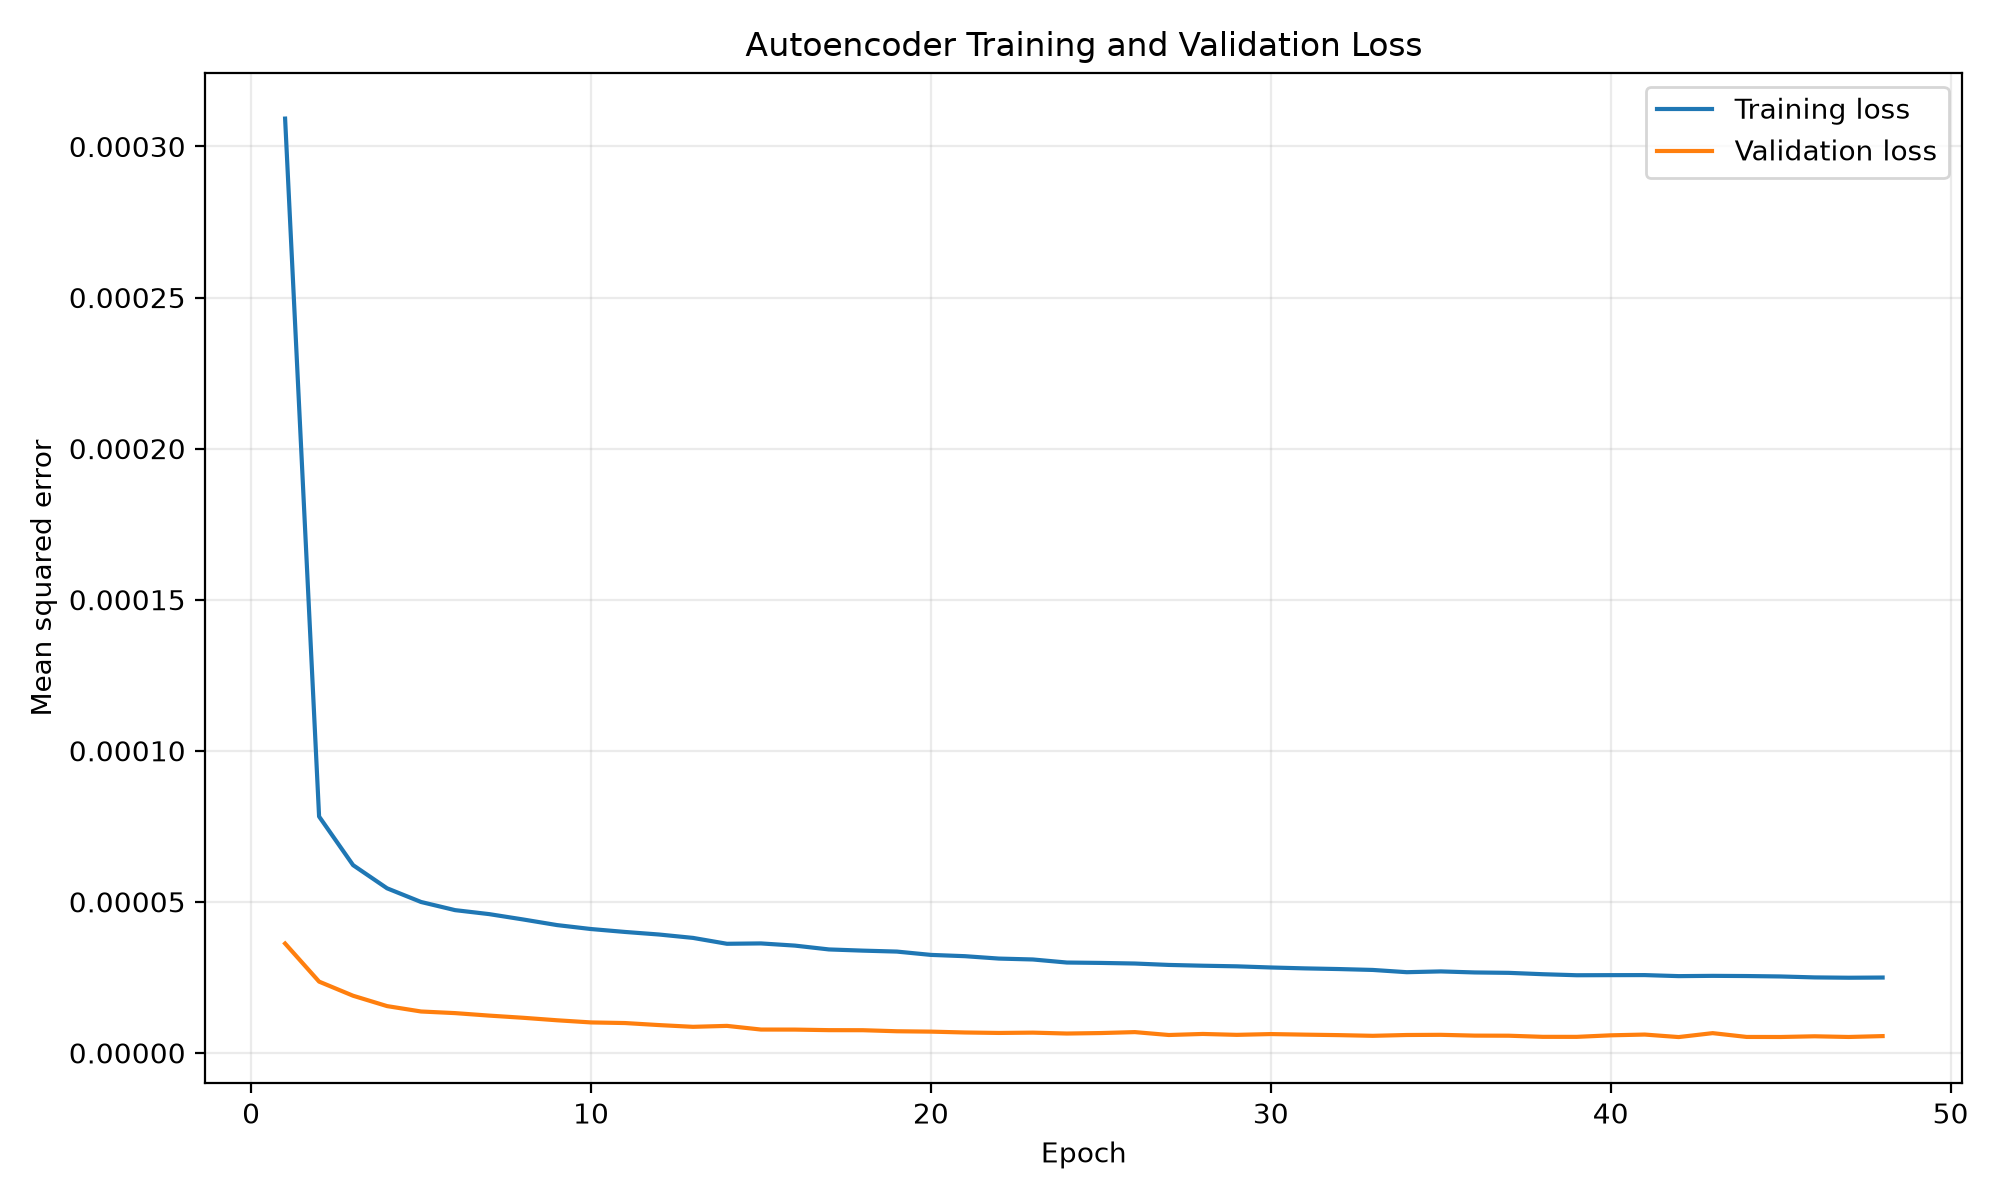 Autoencoder Training and Validation Loss
Training loss
Validation loss
Mean squared error
0.00030
0.00025
0.00020
0.00015
0.00010
0.00005
0.00000
0 10 20 30 40 50
Epoch